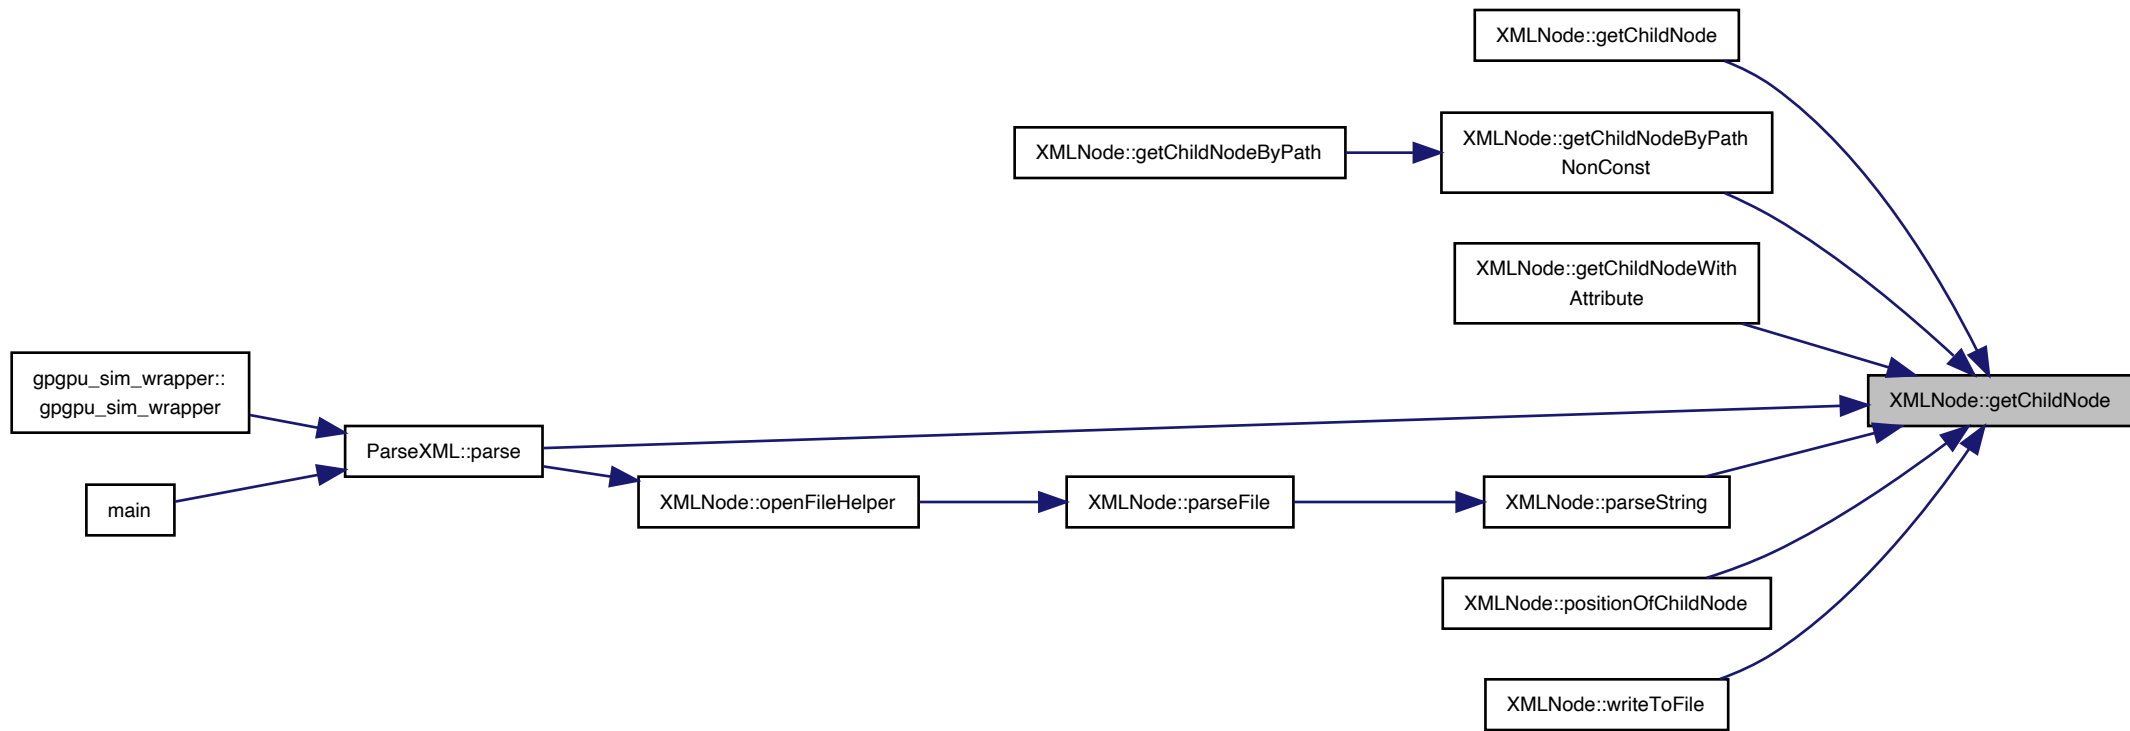 XMLNode::getChildNode
XMLNode::getChildNodeByPath
NonConst
XMLNode::getChildNodeByPath
XMLNode::getChildNodeWith
Attribute
gpgpu_sim_wrapper::
gpgpu_sim_wrapper
XMLNode::getChildNode
ParseXML::parse
main
XMLNode::openFileHelper
XMLNode::parseFile
XMLNode::parseString
XMLNode::positionOfChildNode
XMLNode::writeToFile